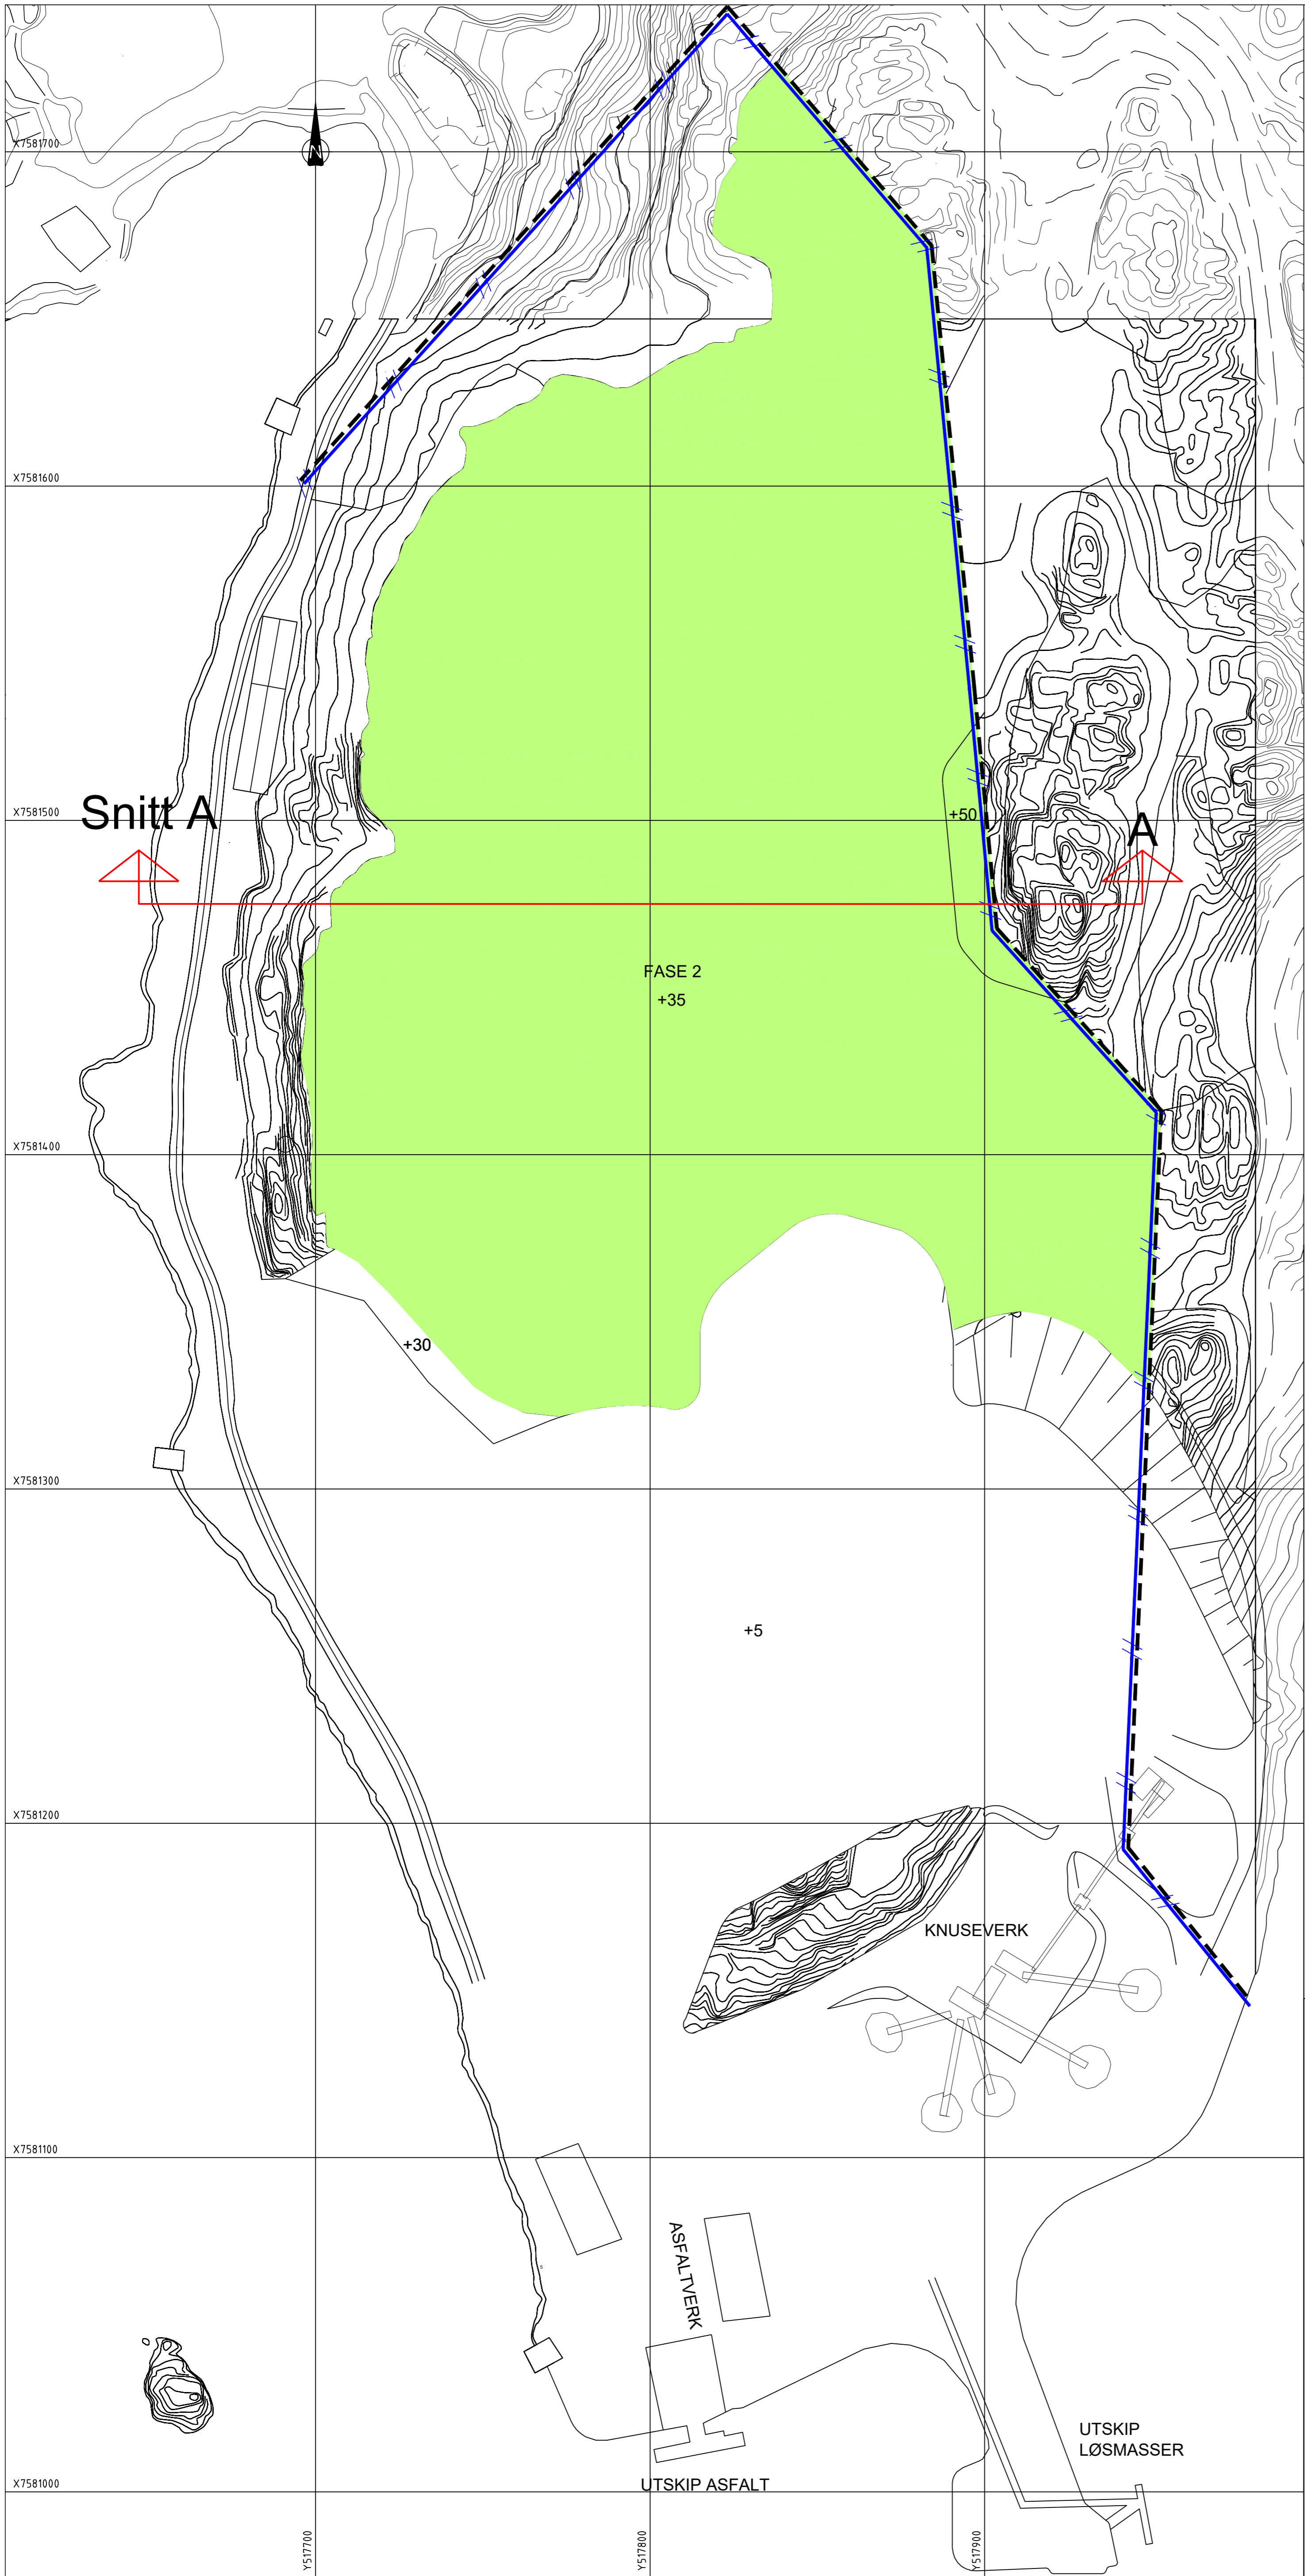 X7581700
N
X7581600
Snitt A
X7581500
+50
A
FASE 2
+35
X7581400
+30
X7581300
+5
X7581200
KNUSEVERK
X7581100
ASFALTVERK
UTSKIP
LØSMASSER
UTSKIP ASFALT
X7581000
Y517700
Y517800
Y517900